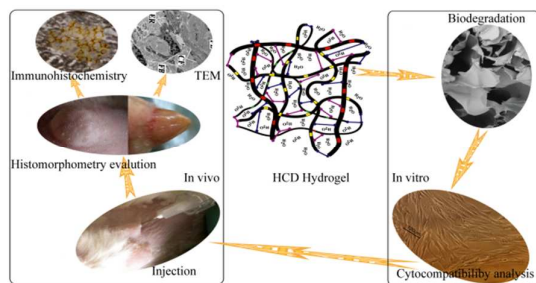 Biodegradation
Immunohistochemistry
TEM
Histomorphometry evalution
In vivo
HCD Hydrogel
In vitro
Injection
Cytocompatibiliby analysis